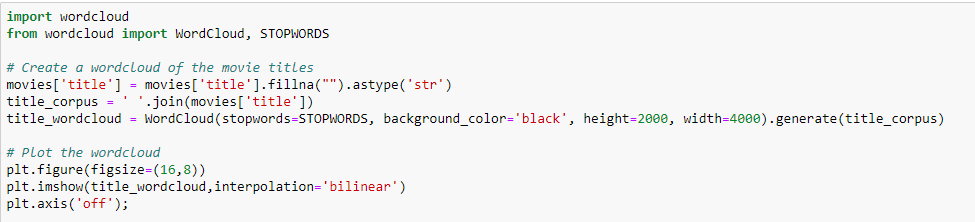 import wordcloud
from wordcloud import WordCloud, STOPWORDS
# Create a wordcloud of the movie titles
movies['title'] = movies['title'].fillna("").astype('str')
title_corpus = ' '.join(movies['title'])
title_wordcloud = WordCloud(stopwords=STOPWORDS, background_color='black', height=2000, width=4000).generate(title_corpus)
# Plot the wordcloud
plt.figure(figsize=(16,8))
plt.imshow(title_wordcloud,interpolation='bilinear')
plt.axis('off');